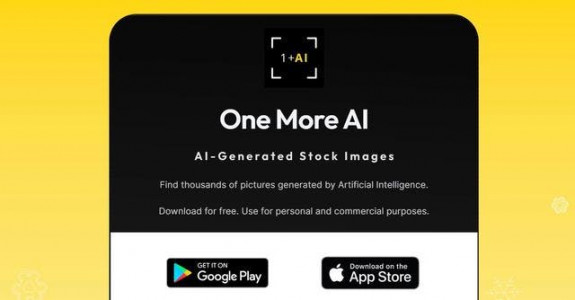 1+AI
One More AI
AI-Generated Stock Images
Find thousands of pictures generated by Artificial Intelligence.
Download for free. Use for personal and commercial purposes.
GET IT ON
Google Play
Download on the
App Store